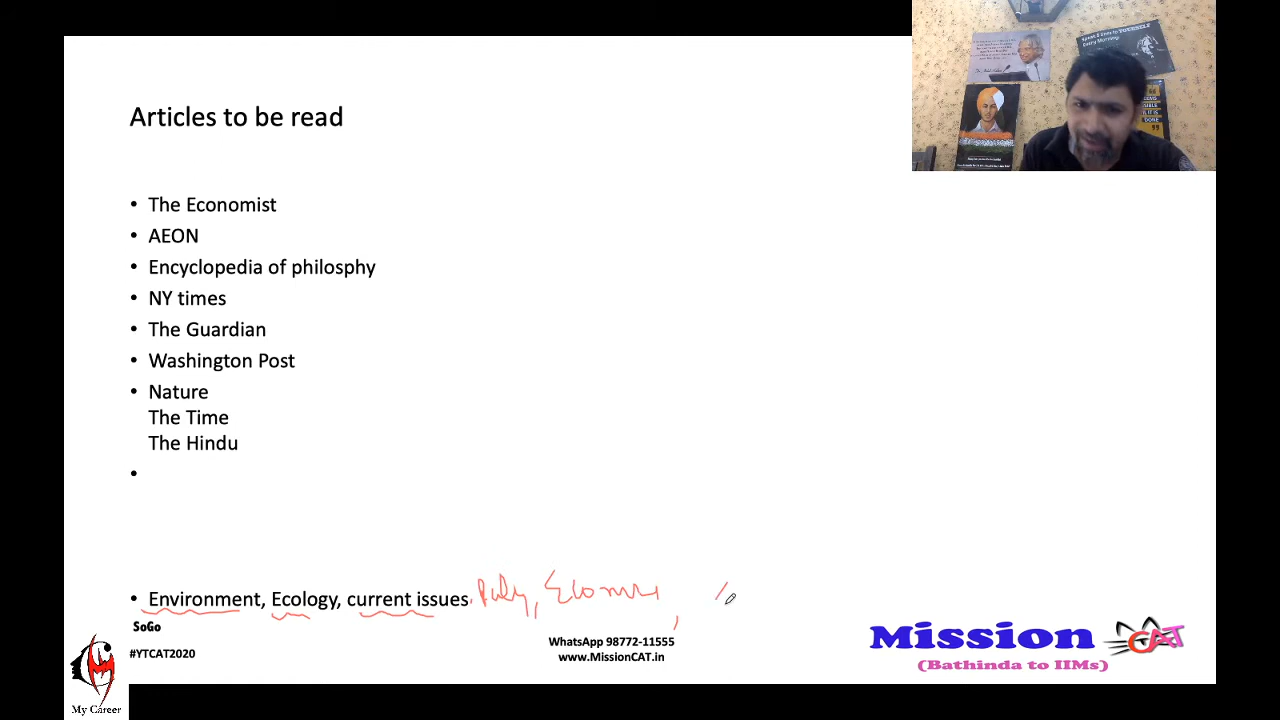 Articles to be read
• The Economist
• AEON
• Encyclopedia of philosphy
• NY times
• The Guardian
• Washington Post
• Nature
The Time
The Hindu
•
• Environment, Ecology, current issues.
SoGo
#YTCAT2020
WhatsApp 98772-11555
www.MissionCAT.in
Mission CAT
(Bathinda to IIMs)
My Career